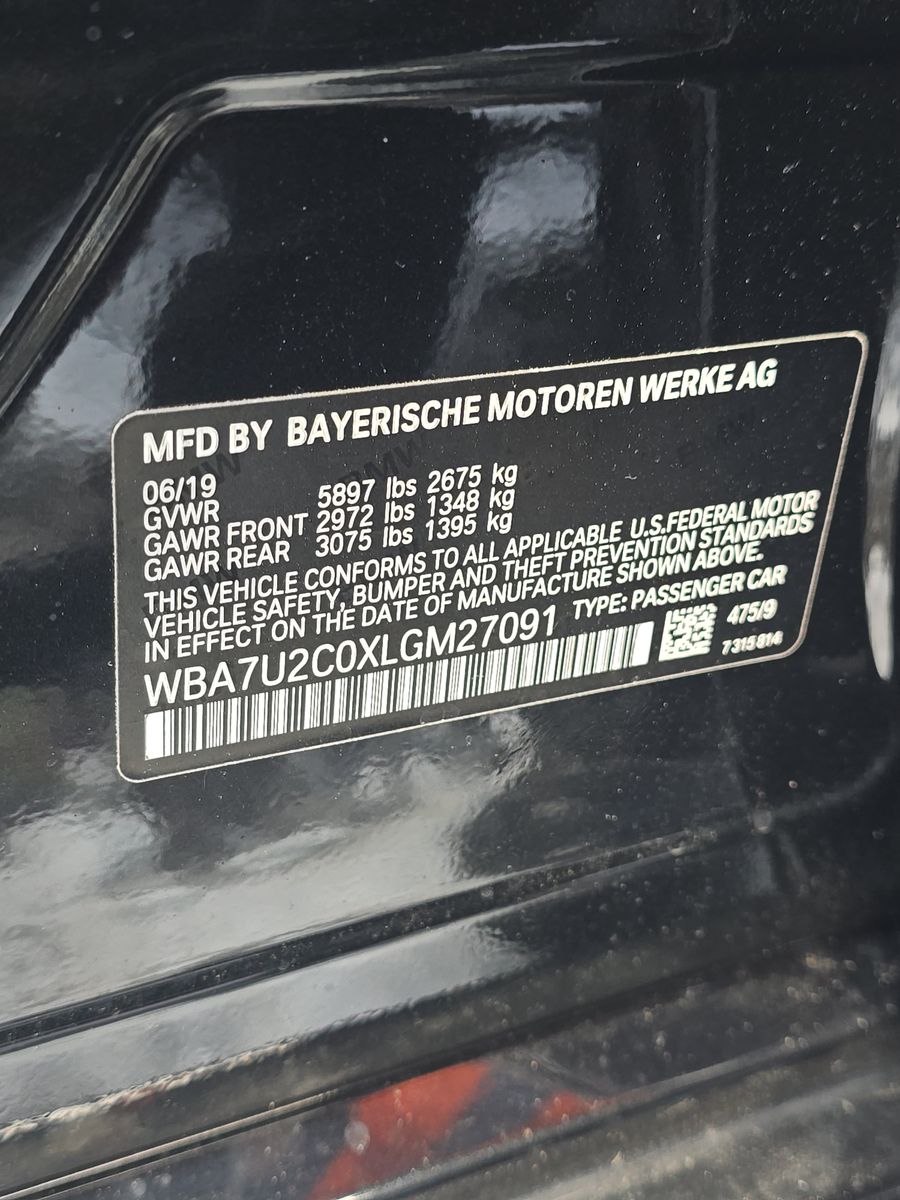 MFD BY BAYERISCHE MOTOREN WERKE AG
06/19
GVWR 5897 lbs 2675 kg
GAWR FRONT 2972 lbs 1348 kg
GAWR REAR 3075 lbs 1395 kg
THIS VEHICLE CONFORMS TO ALL APPLICABLE U.S.FEDERAL MOTOR
VEHICLE SAFETY, BUMPER AND THEFT PREVENTION STANDARDS
IN EFFECT ON THE DATE OF MANUFACTURE SHOWN ABOVE.
WBA7U2C0XLGM27091 TYPE: PASSENGER CAR
475/9
7315814